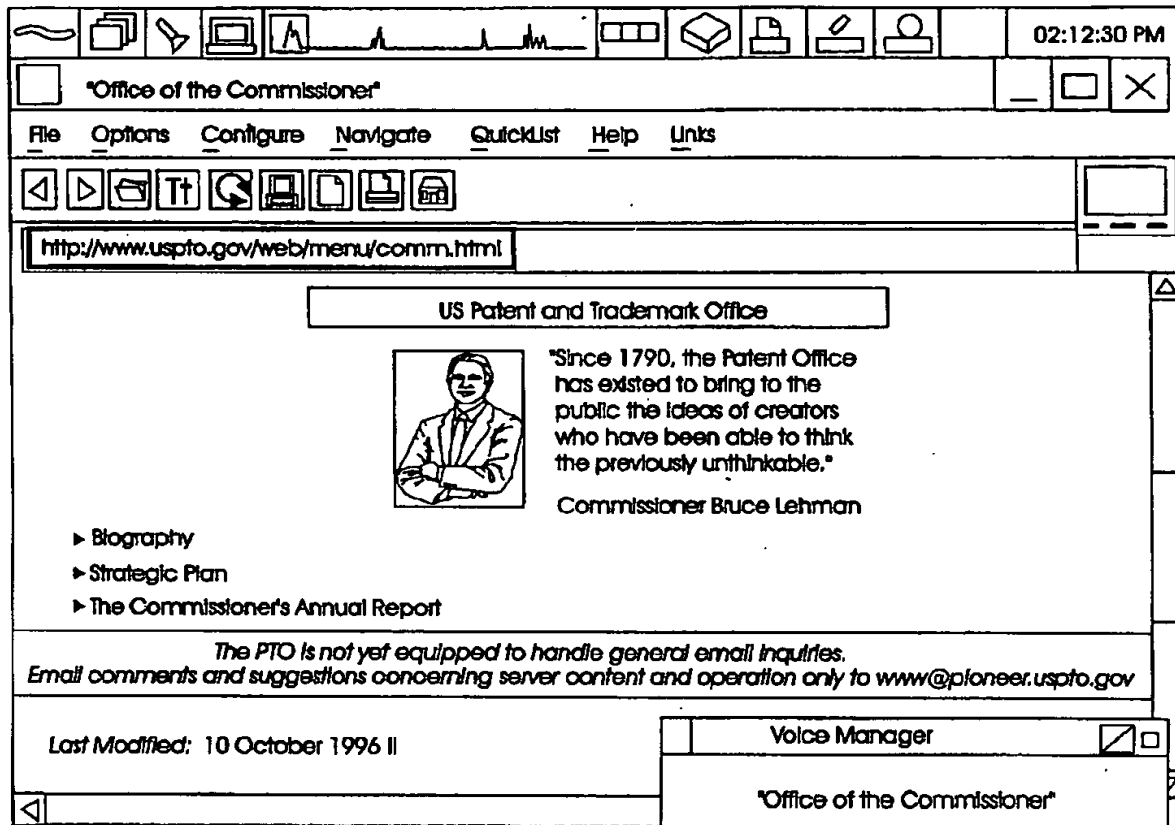 02:12:30 PM
"Office of the Commissioner"
File Options Configure Navigate QuickList Help Links
Tt
http://www.uspto.gov/web/menu/comm.html
US Patent and Trademark Office
"Since 1790, the Patent Office
has existed to bring to the
public the ideas of creators
who have been able to think
the previously unthinkable."
Commissioner Bruce Lehman
Biography
Strategic Plan
The Commissioner's Annual Report
The PTO is not yet equipped to handle general email inquiries.
Email comments and suggestions concerning server content and operation only to www@pioneer.uspto.gov
Last Modified: 10 October 1996 II
Voice Manager
"Office of the Commissioner"